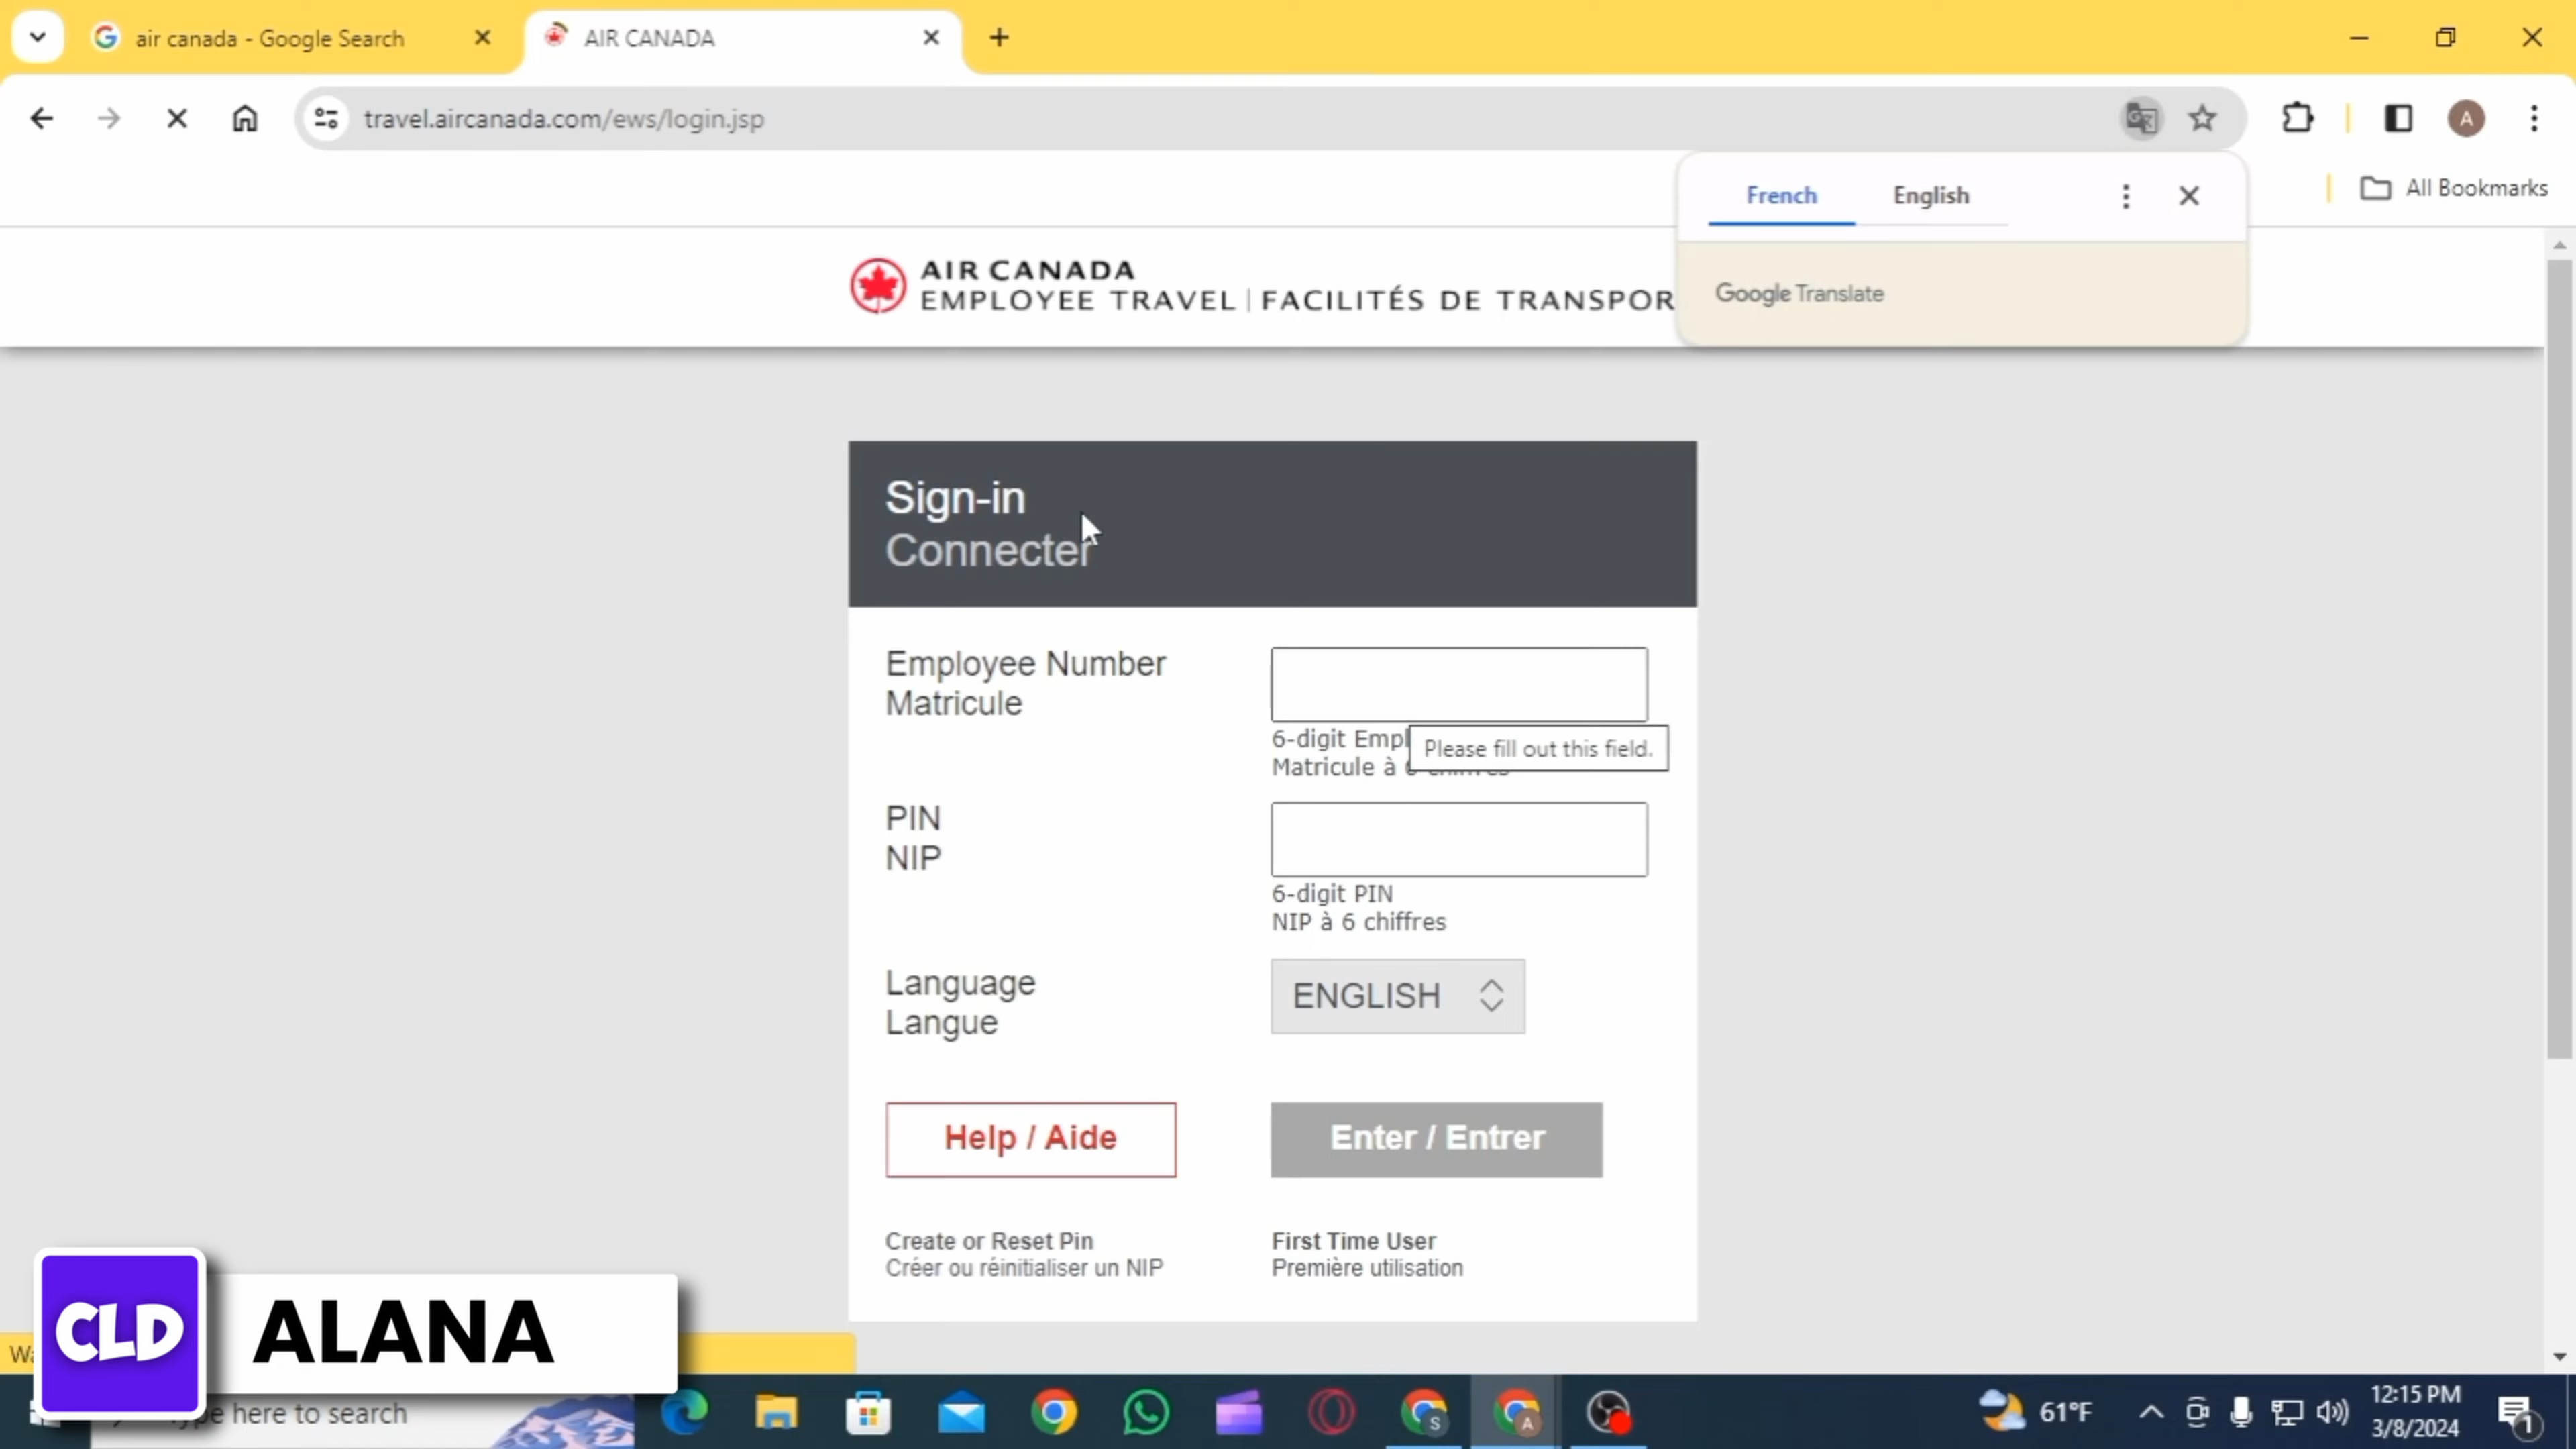 air canada - Google Search
AIR CANADA
travel.aircanada.com/ews/login.jsp
A
French
English
All Bookmarks
Google Translate
AIR CANADA
EMPLOYEE TRAVEL | FACILITÉS DE TRANSPOR
Sign-in
Connecter
Employee Number
Matricule
6-digit Empl
Please fill out this field.
Matricule à
PIN
NIP
6-digit PIN
NIP à 6 chiffres
Language
Langue
ENGLISH
Help / Aide
Enter / Entrer
Create or Reset Pin
Créer ou réinitialiser un NIP
First Time User
Première utilisation
CLD
ALANA
here to search
S
A
61°F
12:15 PM
3/8/2024
1